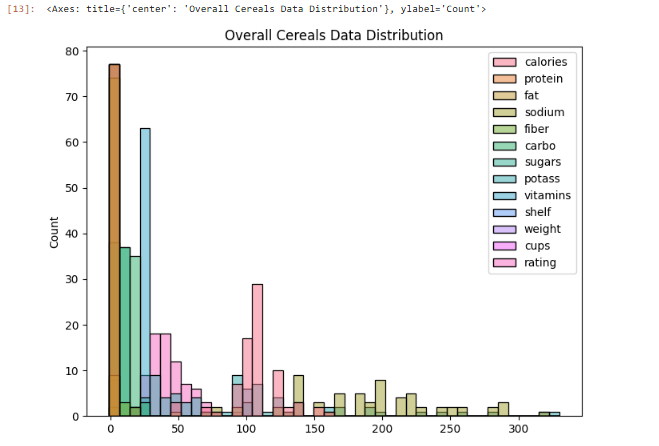 [13]: <Axes: title={'center': 'Overall Cereals Data Distribution'}, ylabel='Count'>
Overall Cereals Data Distribution
80
70
60
50
40
30
20
10
0
Count
calories
protein
fat
sodium
fiber
carbo
sugars
potass
vitamins
shelf
weight
cups
rating
0 50 100 150 200 250 300